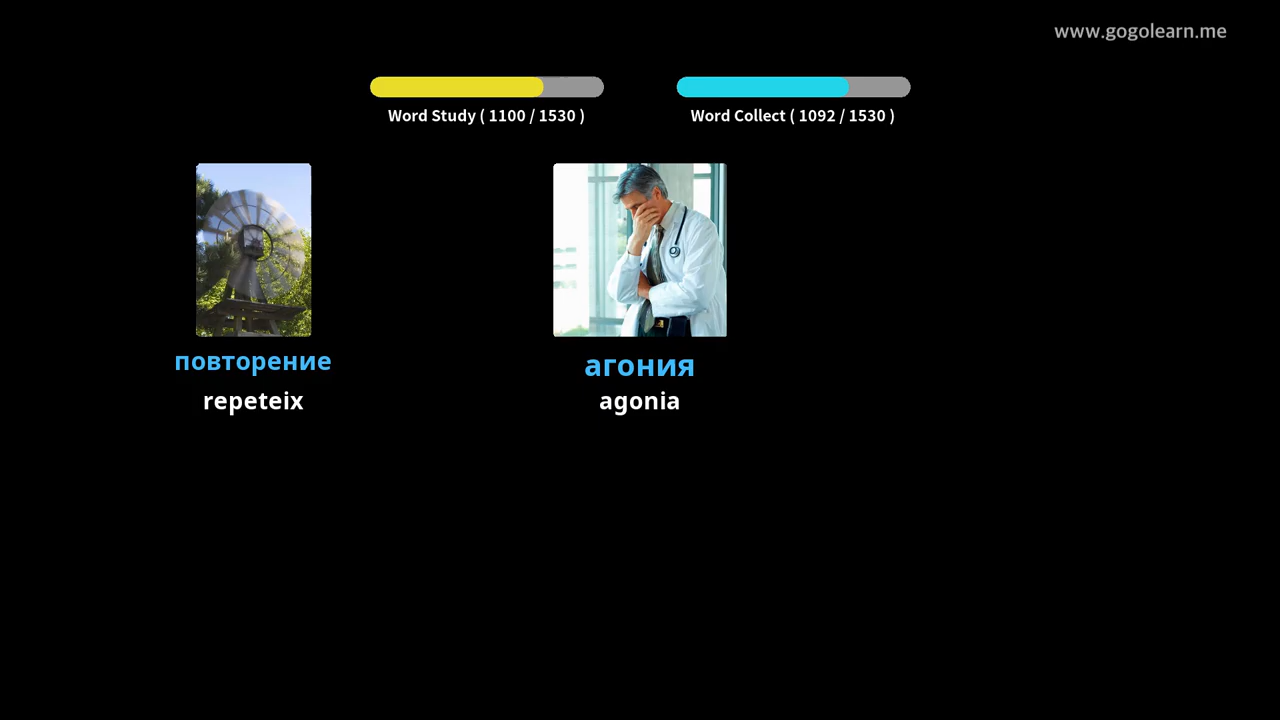 www.gogolearn.me
Word Study ( 1100 / 1530 )
Word Collect ( 1092 / 1530 )
повторение
repeteix
агония
agonia